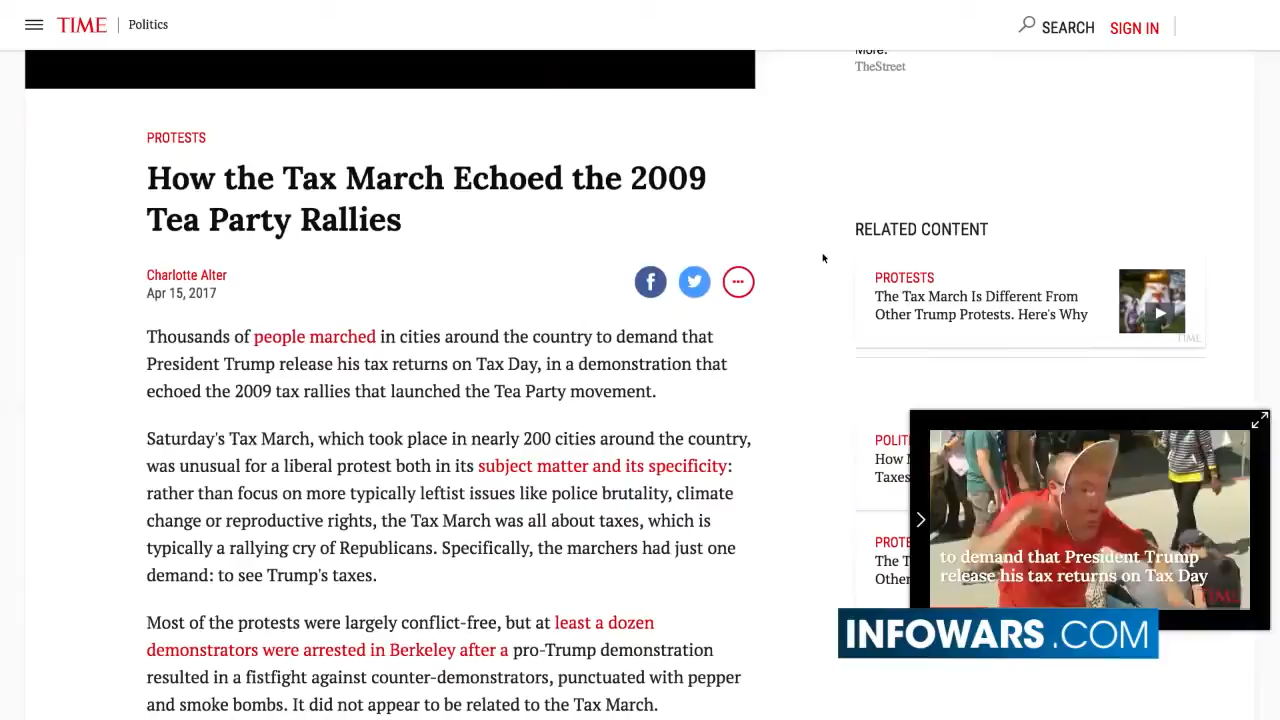 TIME
Politics
SEARCH
SIGN IN
More.
TheStreet
PROTESTS
How the Tax March Echoed the 2009
Tea Party Rallies
Charlotte Alter
Apr 15, 2017
Thousands of people marched in cities around the country to demand that
President Trump release his tax returns on Tax Day, in a demonstration that
echoed the 2009 tax rallies that launched the Tea Party movement.
Saturday's Tax March, which took place in nearly 200 cities around the country,
was unusual for a liberal protest both in its subject matter and its specificity:
rather than focus on more typically leftist issues like police brutality, climate
change or reproductive rights, the Tax March was all about taxes, which is
typically a rallying cry of Republicans. Specifically, the marchers had just one
demand: to see Trump's taxes.
Most of the protests were largely conflict-free, but at least a dozen
demonstrators were arrested in Berkeley after a pro-Trump demonstration
resulted in a fistfight against counter-demonstrators, punctuated with pepper
and smoke bombs. It did not appear to be related to the Tax March.
RELATED CONTENT
PROTESTS
The Tax March Is Different From
Other Trump Protests. Here's Why
TIME
POLIT
How
Taxes
PROTE
The T
Other
to demand that President Trump
release his tax returns on Tax Day
TIME
INFOWARS.COM